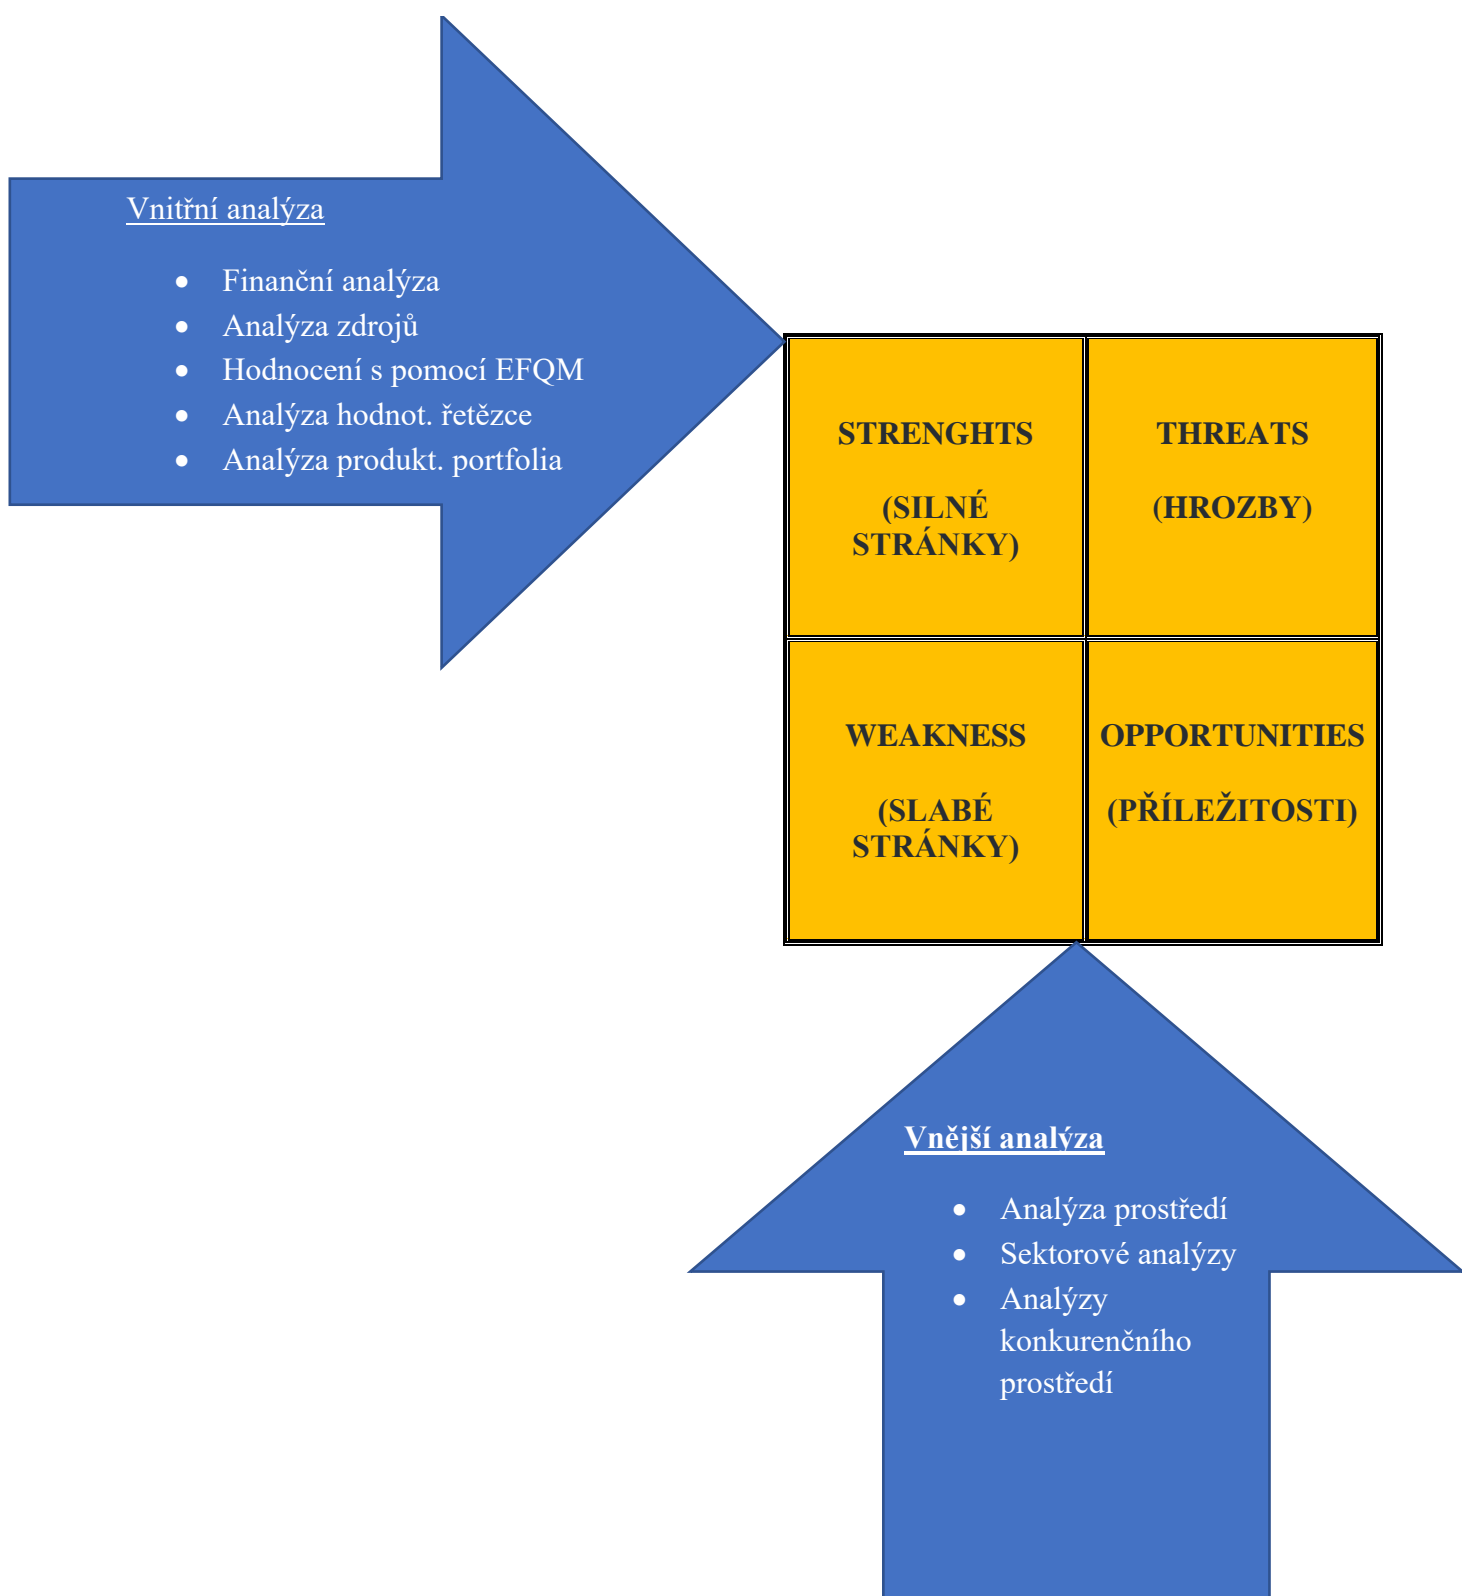 Vnitřní analýza
• Finanční analýza
• Analýza zdrojů
• Hodnocení s pomocí EFQM
• Analýza hodnot. řetězce
• Analýza produkt. portfolia
STRENGHTS
(SILNÉ
STRÁNKY)
THREATS
(HROZBY)
WEAKNESS
(SLABÉ
STRÁNKY)
OPPORTUNITIES
(PŘÍLEŽITOSTI)
Vnější analýza
• Analýza prostředí
• Sektorové analýzy
• Analýzy
konkurenčního
prostředí